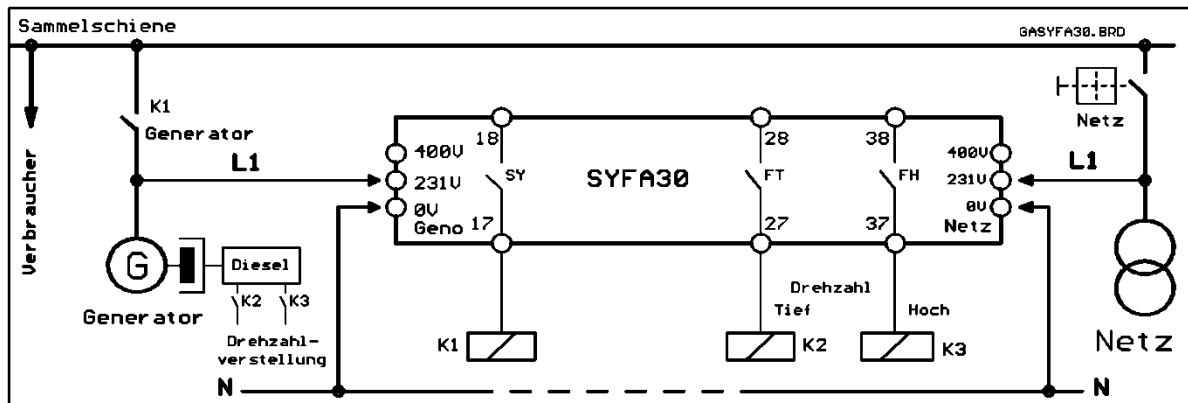 Sammelschiene
GASYFA30.BRD
K1
Generator
Verbraucher
L1
400V
231V
0V
Geno
18
SY
17
SYFA30
28
FT
27
38
FH
37
400V
231V
0V
Netz
L1
Netz
G
Diesel
K2
K3
Generator
Drehzahl-
verstellung
K1
Drehzahl
Tief
Hoch
K2
K3
Netz
N
N